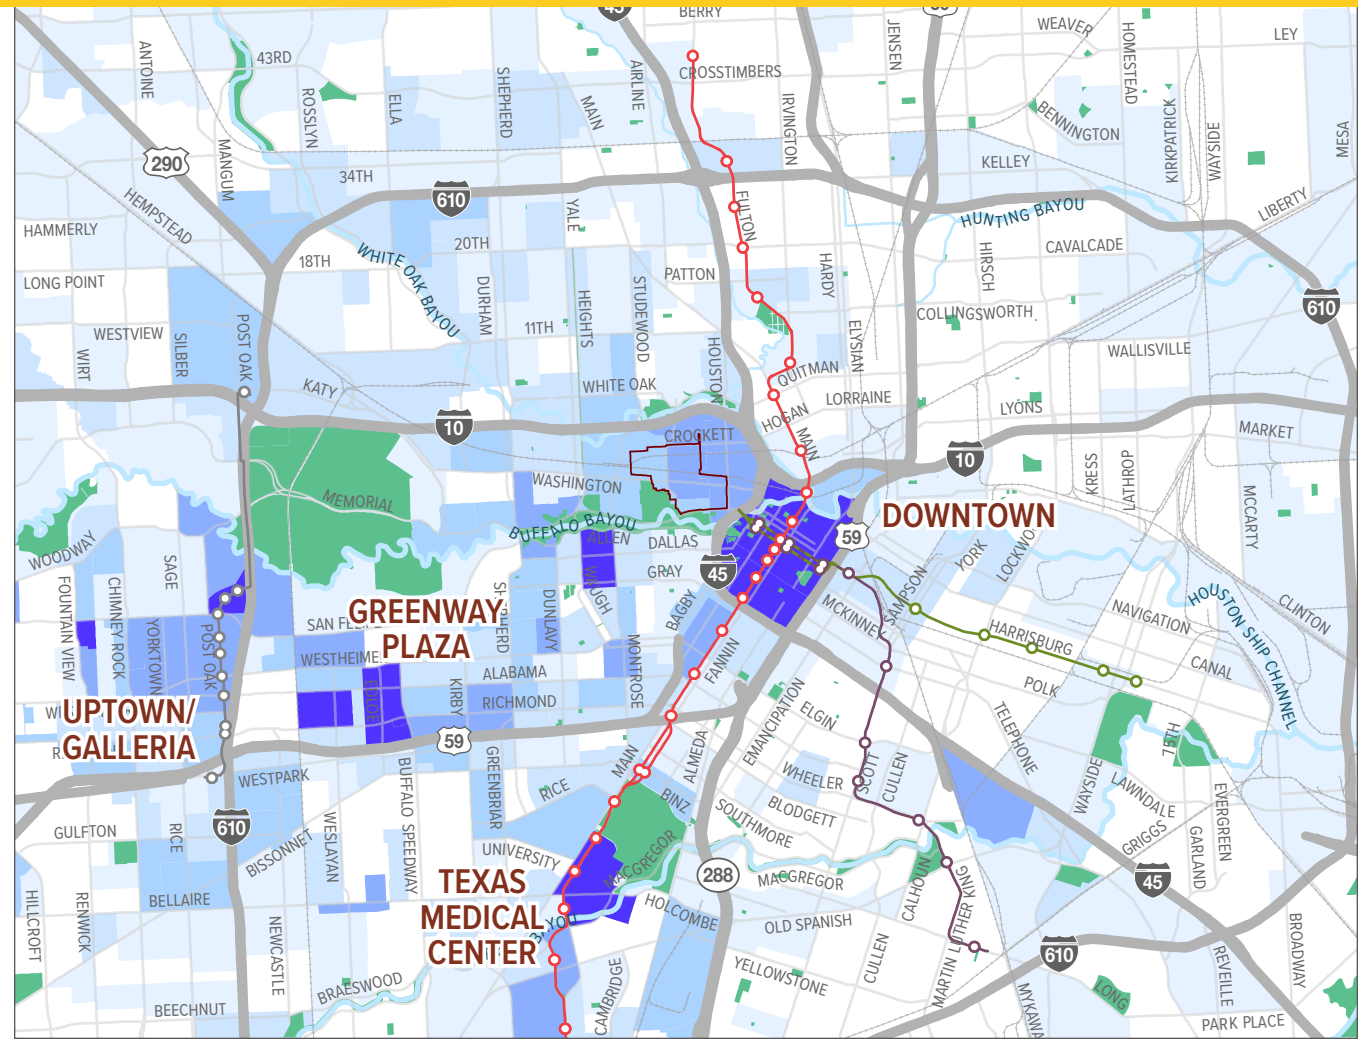 45
59
BERRY
WEAVER
LEY
ANTOINE
43RD
ROSSLYN
ELLA
SHEPHERD
MAIN
AIRLINE
CROSSTIMBERS
IRVINGTON
JENSEN
HOMESTEAD
BENNINGTON
KIRKPATRICK
WAYSIDE
MESA
290
MANGUM
34TH
610
KELLEY
HEMPSTEAD
YALE
FULTON
HUNTING BAYOU
LIBERTY
HAMMERLY
20TH
WHITE OAK BAYOU
18TH
CAVALCADE
HIRSCH
HARDY
PATTON
LONG POINT
DURHAM
HEIGHTS
STUDEWOOD
610
COLLINGSWORTH
11TH
WESTVIEW
SILBER
POST OAK
WIRT
HOUSTON
ELYSIAN
WALLISVILLE
QUITMAN
KATY
WHITE OAK
LORRAINE
LYONS
HOGAN
10
CROCKETT
MAIN
MARKET
10
KRESS
LATHROP
WASHINGTON
MEMORIAL
MCCARTY
DOWNTOWN
BUFFALO BAYOU
ALLEN
DALLAS
59
WOODWAY
SAGE
GRAY
45
YORK
FOUNTAIN VIEW
CHIMNEY ROCK
WAUGH
DUNLAVY
BAGBY
MCKINNEY
SAMPSON
HOUSTON SHIP CHANNEL
CLINTON
NAVIGATION
GREENWAY
PLAZA
YORKTOWN
POST OAK
HARRISBURG
MONTROSE
FANNIN
ALABAMA
CANAL
EDLOE
KIRBY
RICHMOND
POLK
EMANCIPATION
ELGIN
TELEPHONE
UPTOWN/
GALLERIA
59
75TH
WESTPARK
BUFFALO SPEEDWAY
GREENBRIAR
RICE
MAIN
ALMEDA
WHEELER
SCOTT
CULLEN
WAYSIDE
BINZ
BLODGETT
SOUTHMORE
LAWNDALE
EVERGREEN
GULFTON
RICE
610
BISSONNET
WESLAYAN
UNIVERSITY
MACGREGOR
GRIGGS
GARLAND
TEXAS
MEDICAL
CENTER
288
MACGREGOR
CALHOUN
MARTIN LUTHER KING
45
HILLCROFT
RENWICK
BELLAIRE
NEWCASTLE
HOLCOMBE
OLD SPANISH
CULLEN
BROADWAY
610
REVEILLE
BRAESWOOD
CAMBRIDGE
YELLOWSTONE
MYKAWA
LONG
BEECHNUT
PARK PLACE